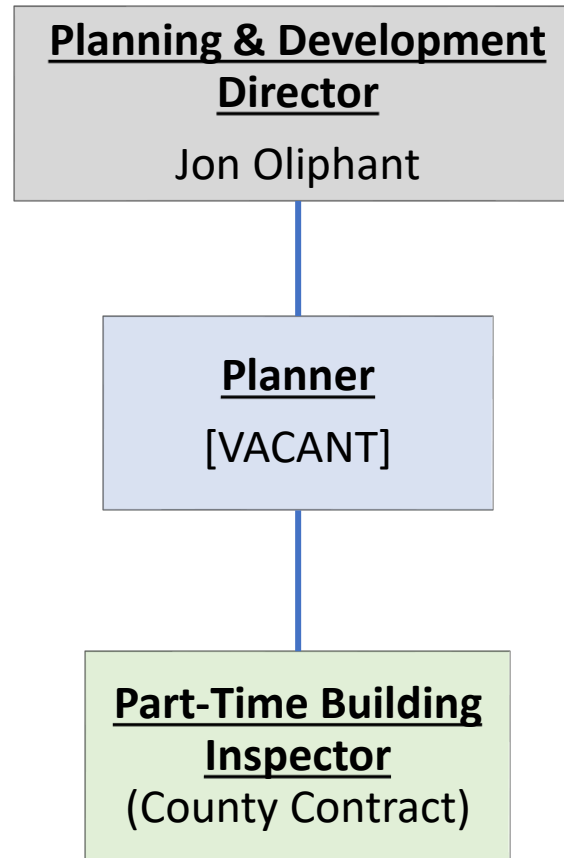 Planning & Development
Director
Jon Oliphant
Planner
[VACANT]
Part-Time Building
Inspector
(County Contract)